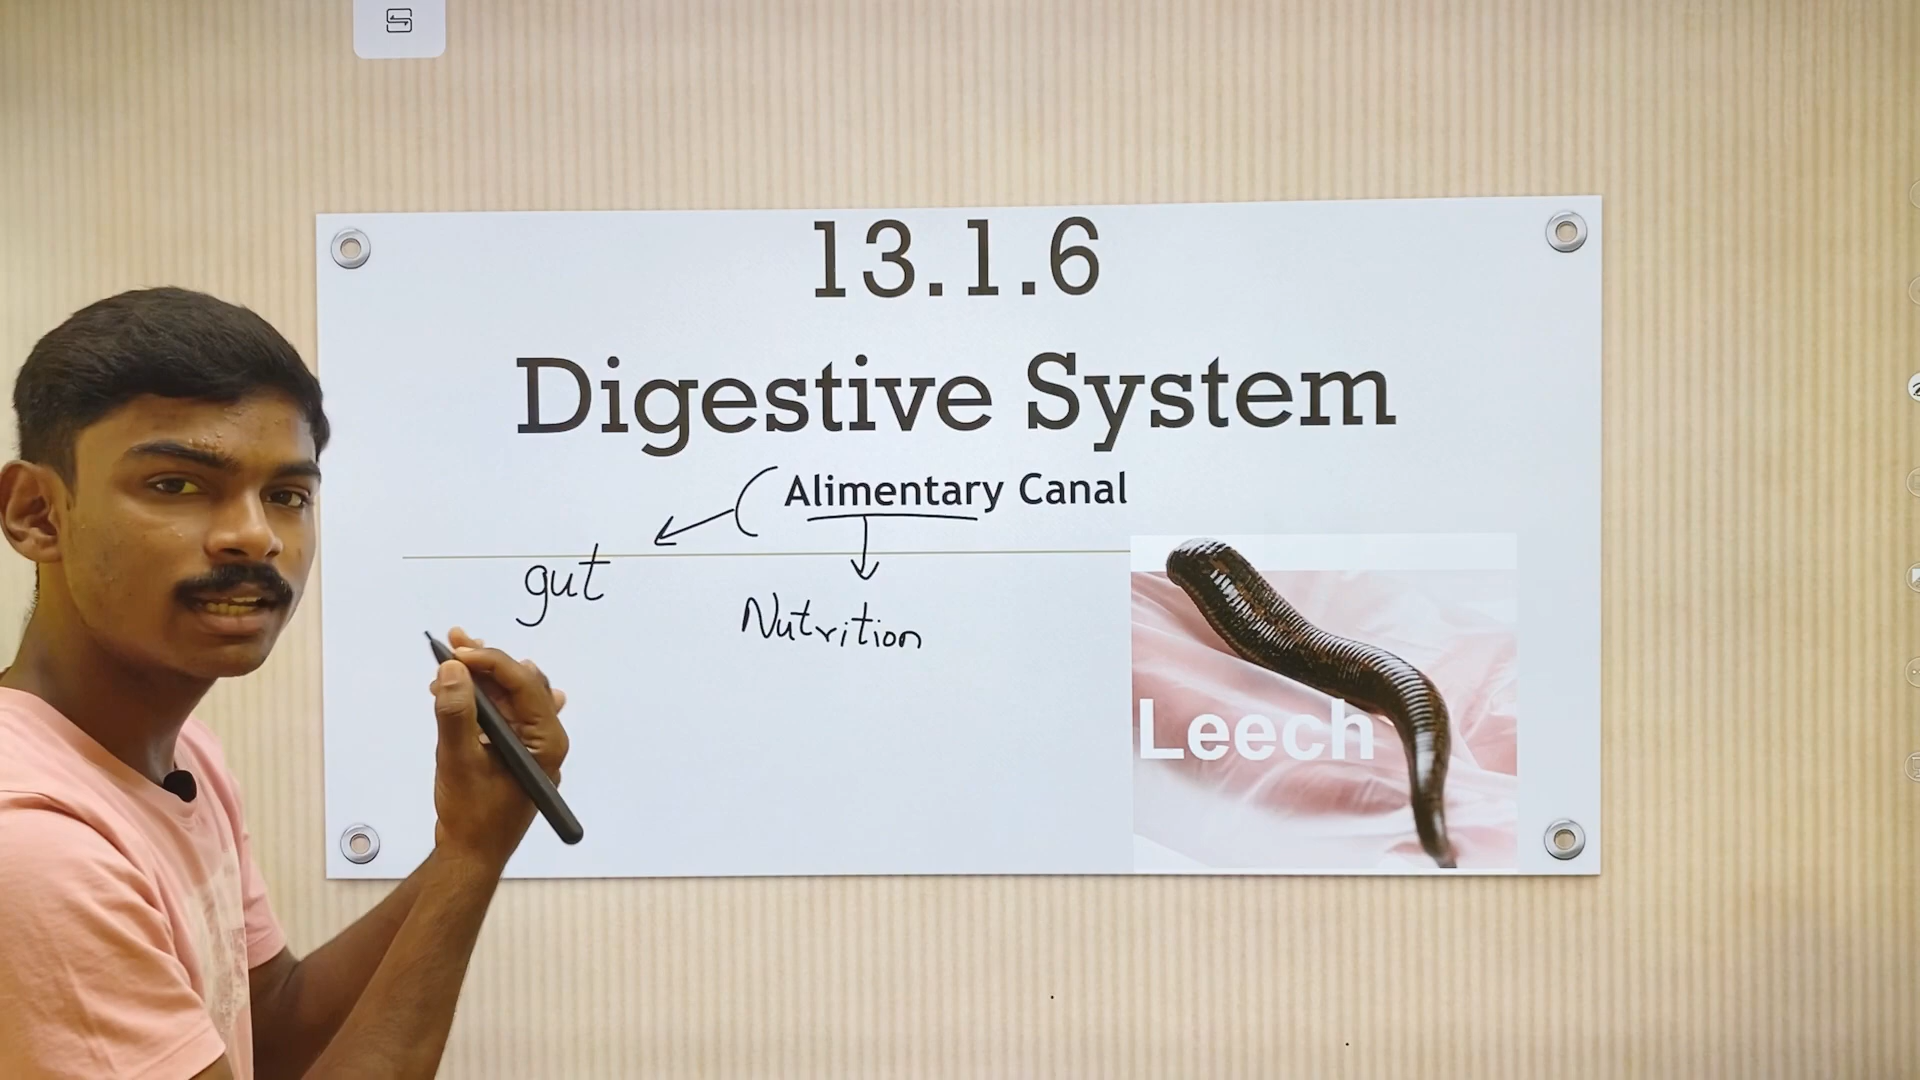 13.1.6
Digestive System
Alimentary Canal
gut
Nutrition
Leech